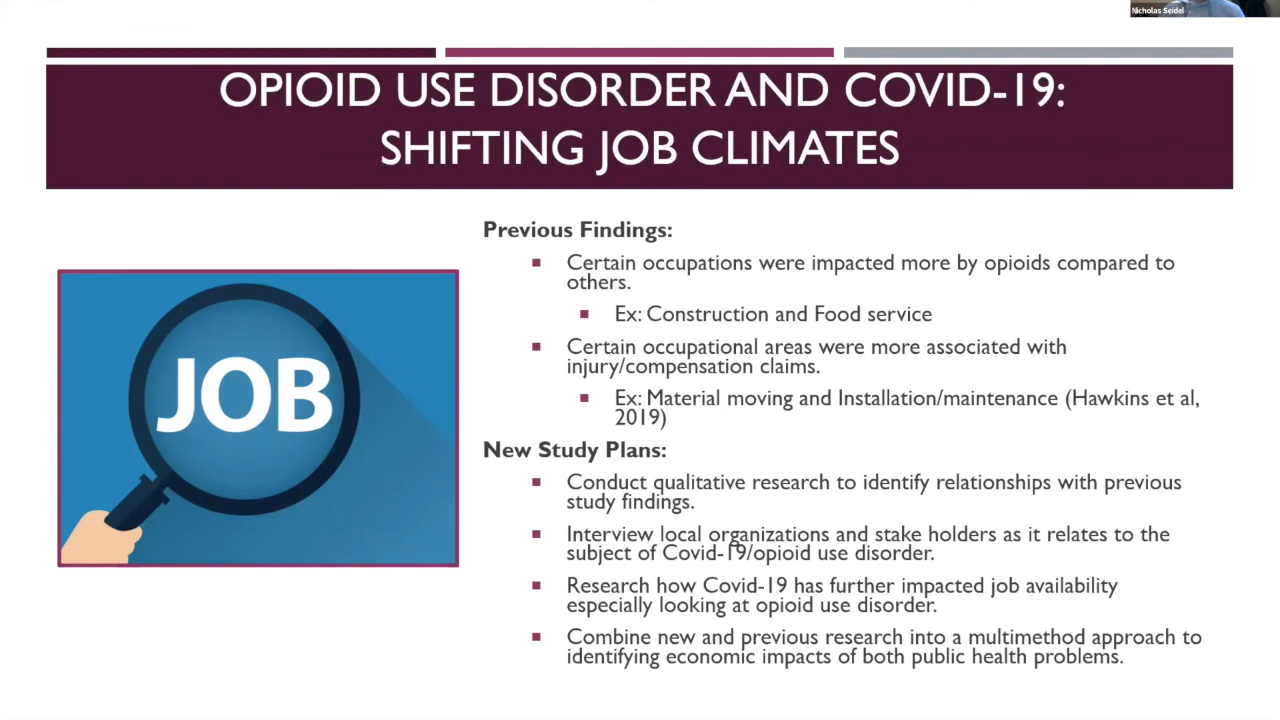 Nicholas Seidel
OPIOID USE DISORDER AND COVID-19:
SHIFTING JOB CLIMATES
JOB
Previous Findings:
Certain occupations were impacted more by opioids compared to
others.
Ex: Construction and Food service
Certain occupational areas were more associated with
injury/compensation claims.
Ex: Material moving and Installation/maintenance (Hawkins et al,
2019)
New Study Plans:
Conduct qualitative research to identify relationships with previous
study findings.
Interview local organizations and stake holders as it relates to the
subject of Covid-19/opioid use disorder.
Research how Covid-19 has further impacted job availability
especially looking at opioid use disorder.
Combine new and previous research into a multimethod approach to
identifying economic impacts of both public health problems.